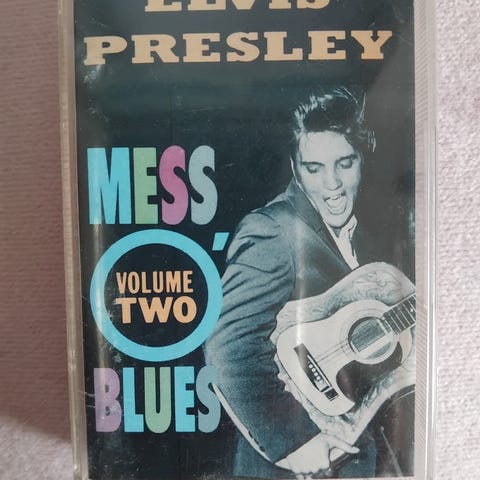 ELVIS
PRESLEY
MESS
O'
VOLUME
TWO
BLUES